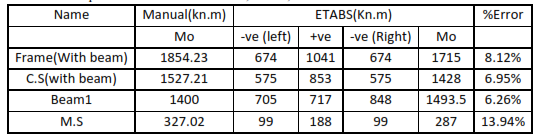 Name Manual(kn.m) ETABS(Kn.m) %Error
Mo -ve (left) +ve -ve (Right) Mo
Frame(With beam) 1854.23 674 1041 674 1715 8.12%
C.S(with beam) 1527.21 575 853 575 1428 6.95%
Beam1 1400 705 717 848 1493.5 6.26%
M.S 327.02 99 188 99 287 13.94%